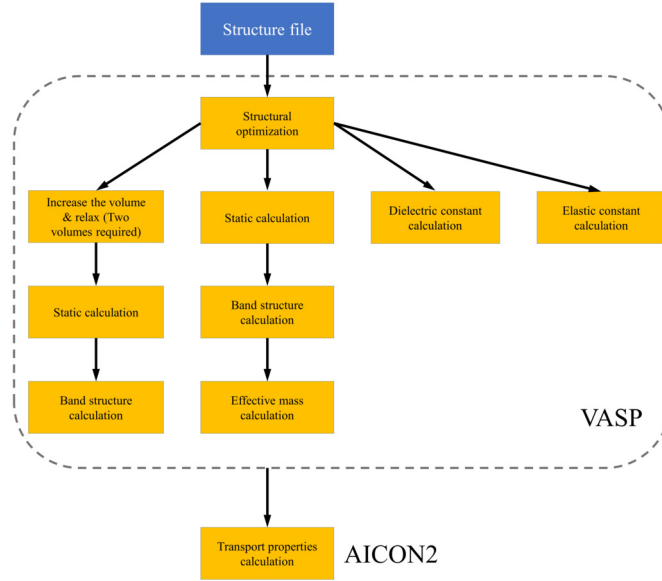 Structure file
Structural
optimization
Increase the volume
& relax (Two
volumes required)
Static calculation
Dielectric constant
calculation
Elastic constant
calculation
Static calculation
Band structure
calculation
Band structure
calculation
Effective mass
calculation
VASP
Transport properties
calculation
AICON2